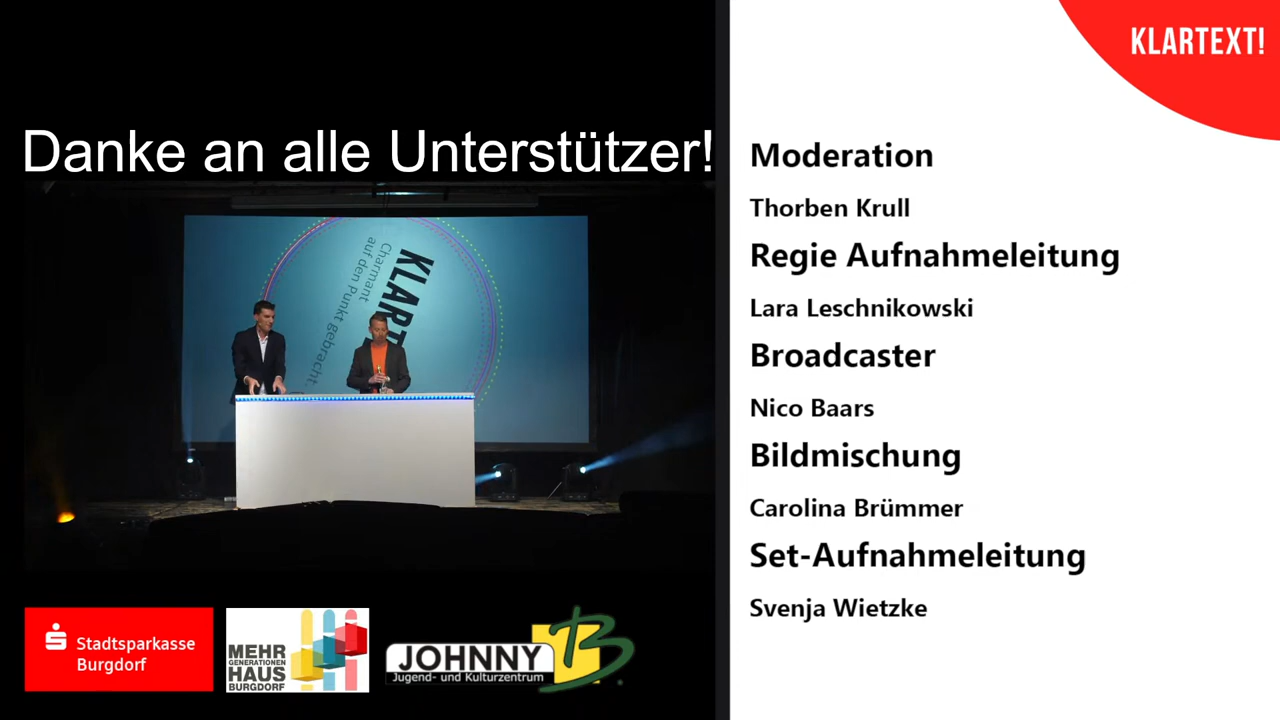 Danke an alle Unterstützer!
KLART
Charmant
auf den Punkt gebracht.
Stadtsparkasse
Burgdorf
MEHR
GENERATIONEN
HAUS
BURGDORF
JOHNNY B.
Jugend- und Kulturzentrum
KLARTEXT!
Moderation
Thorben Krull
Regie Aufnahmeleitung
Lara Leschnikowski
Broadcaster
Nico Baars
Bildmischung
Carolina Brümmer
Set-Aufnahmeleitung
Svenja Wietzke